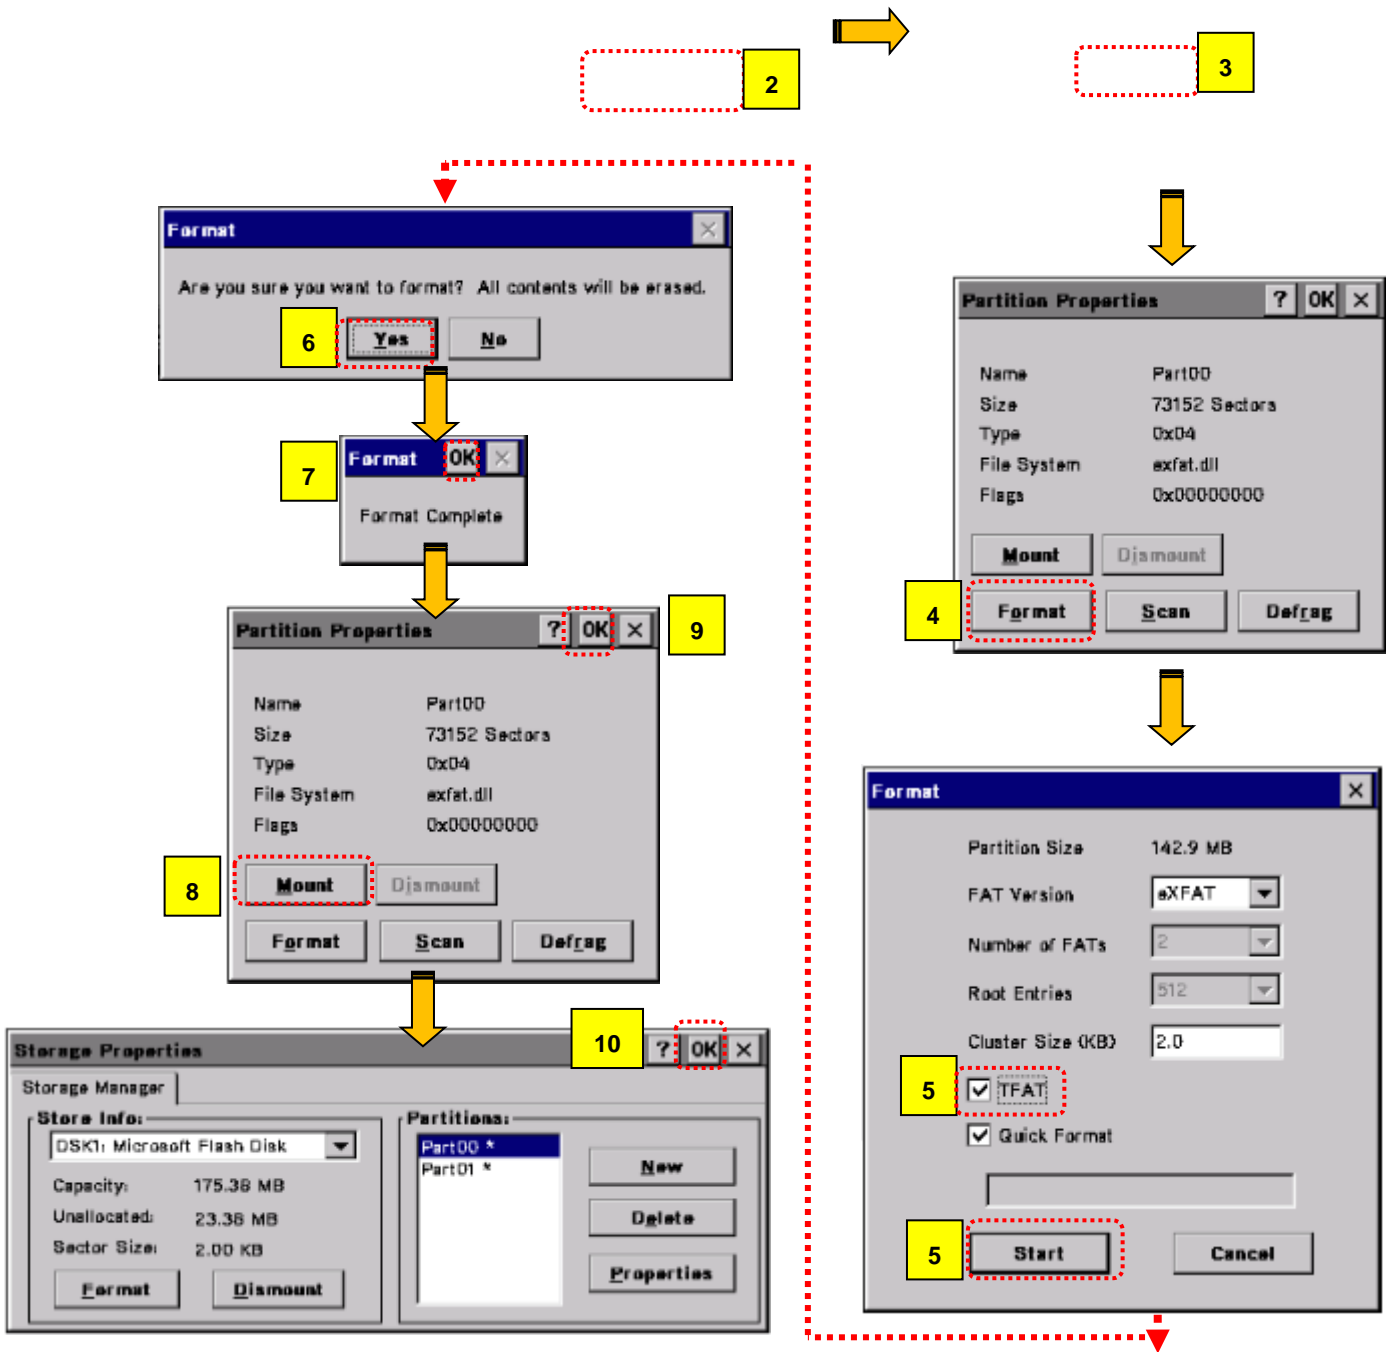 2
3
Format
Are you sure you want to format? All contents will be erased.
6
Yes
No
7
Format OK
Format Complete
Partition Properties ? OK
9
Name Part00
Size 73152 Sectors
Type 0x04
File System exfat.dll
Flags 0x00000000
8
Mount Dismount
Format Scan Defrag
Storage Properties
10
? OK
Storage Manager
Store Info:
DSK1: Microsoft Flash Disk
Capacity: 175.38 MB
Unallocated: 23.38 MB
Sector Size: 2.00 KB
Format Dismount
Partitions:
Part00 *
Part01 *
New
Delete
Properties
Partition Properties ? OK
Name Part00
Size 73152 Sectors
Type 0x04
File System exfat.dll
Flags 0x00000000
Mount Dismount
4
Format Scan Defrag
Format
Partition Size 142.9 MB
FAT Version eXFAT
Number of FATs 2
Root Entries 512
Cluster Size (KB) 2.0
5
TFAT
Quick Format
5
Start Cancel